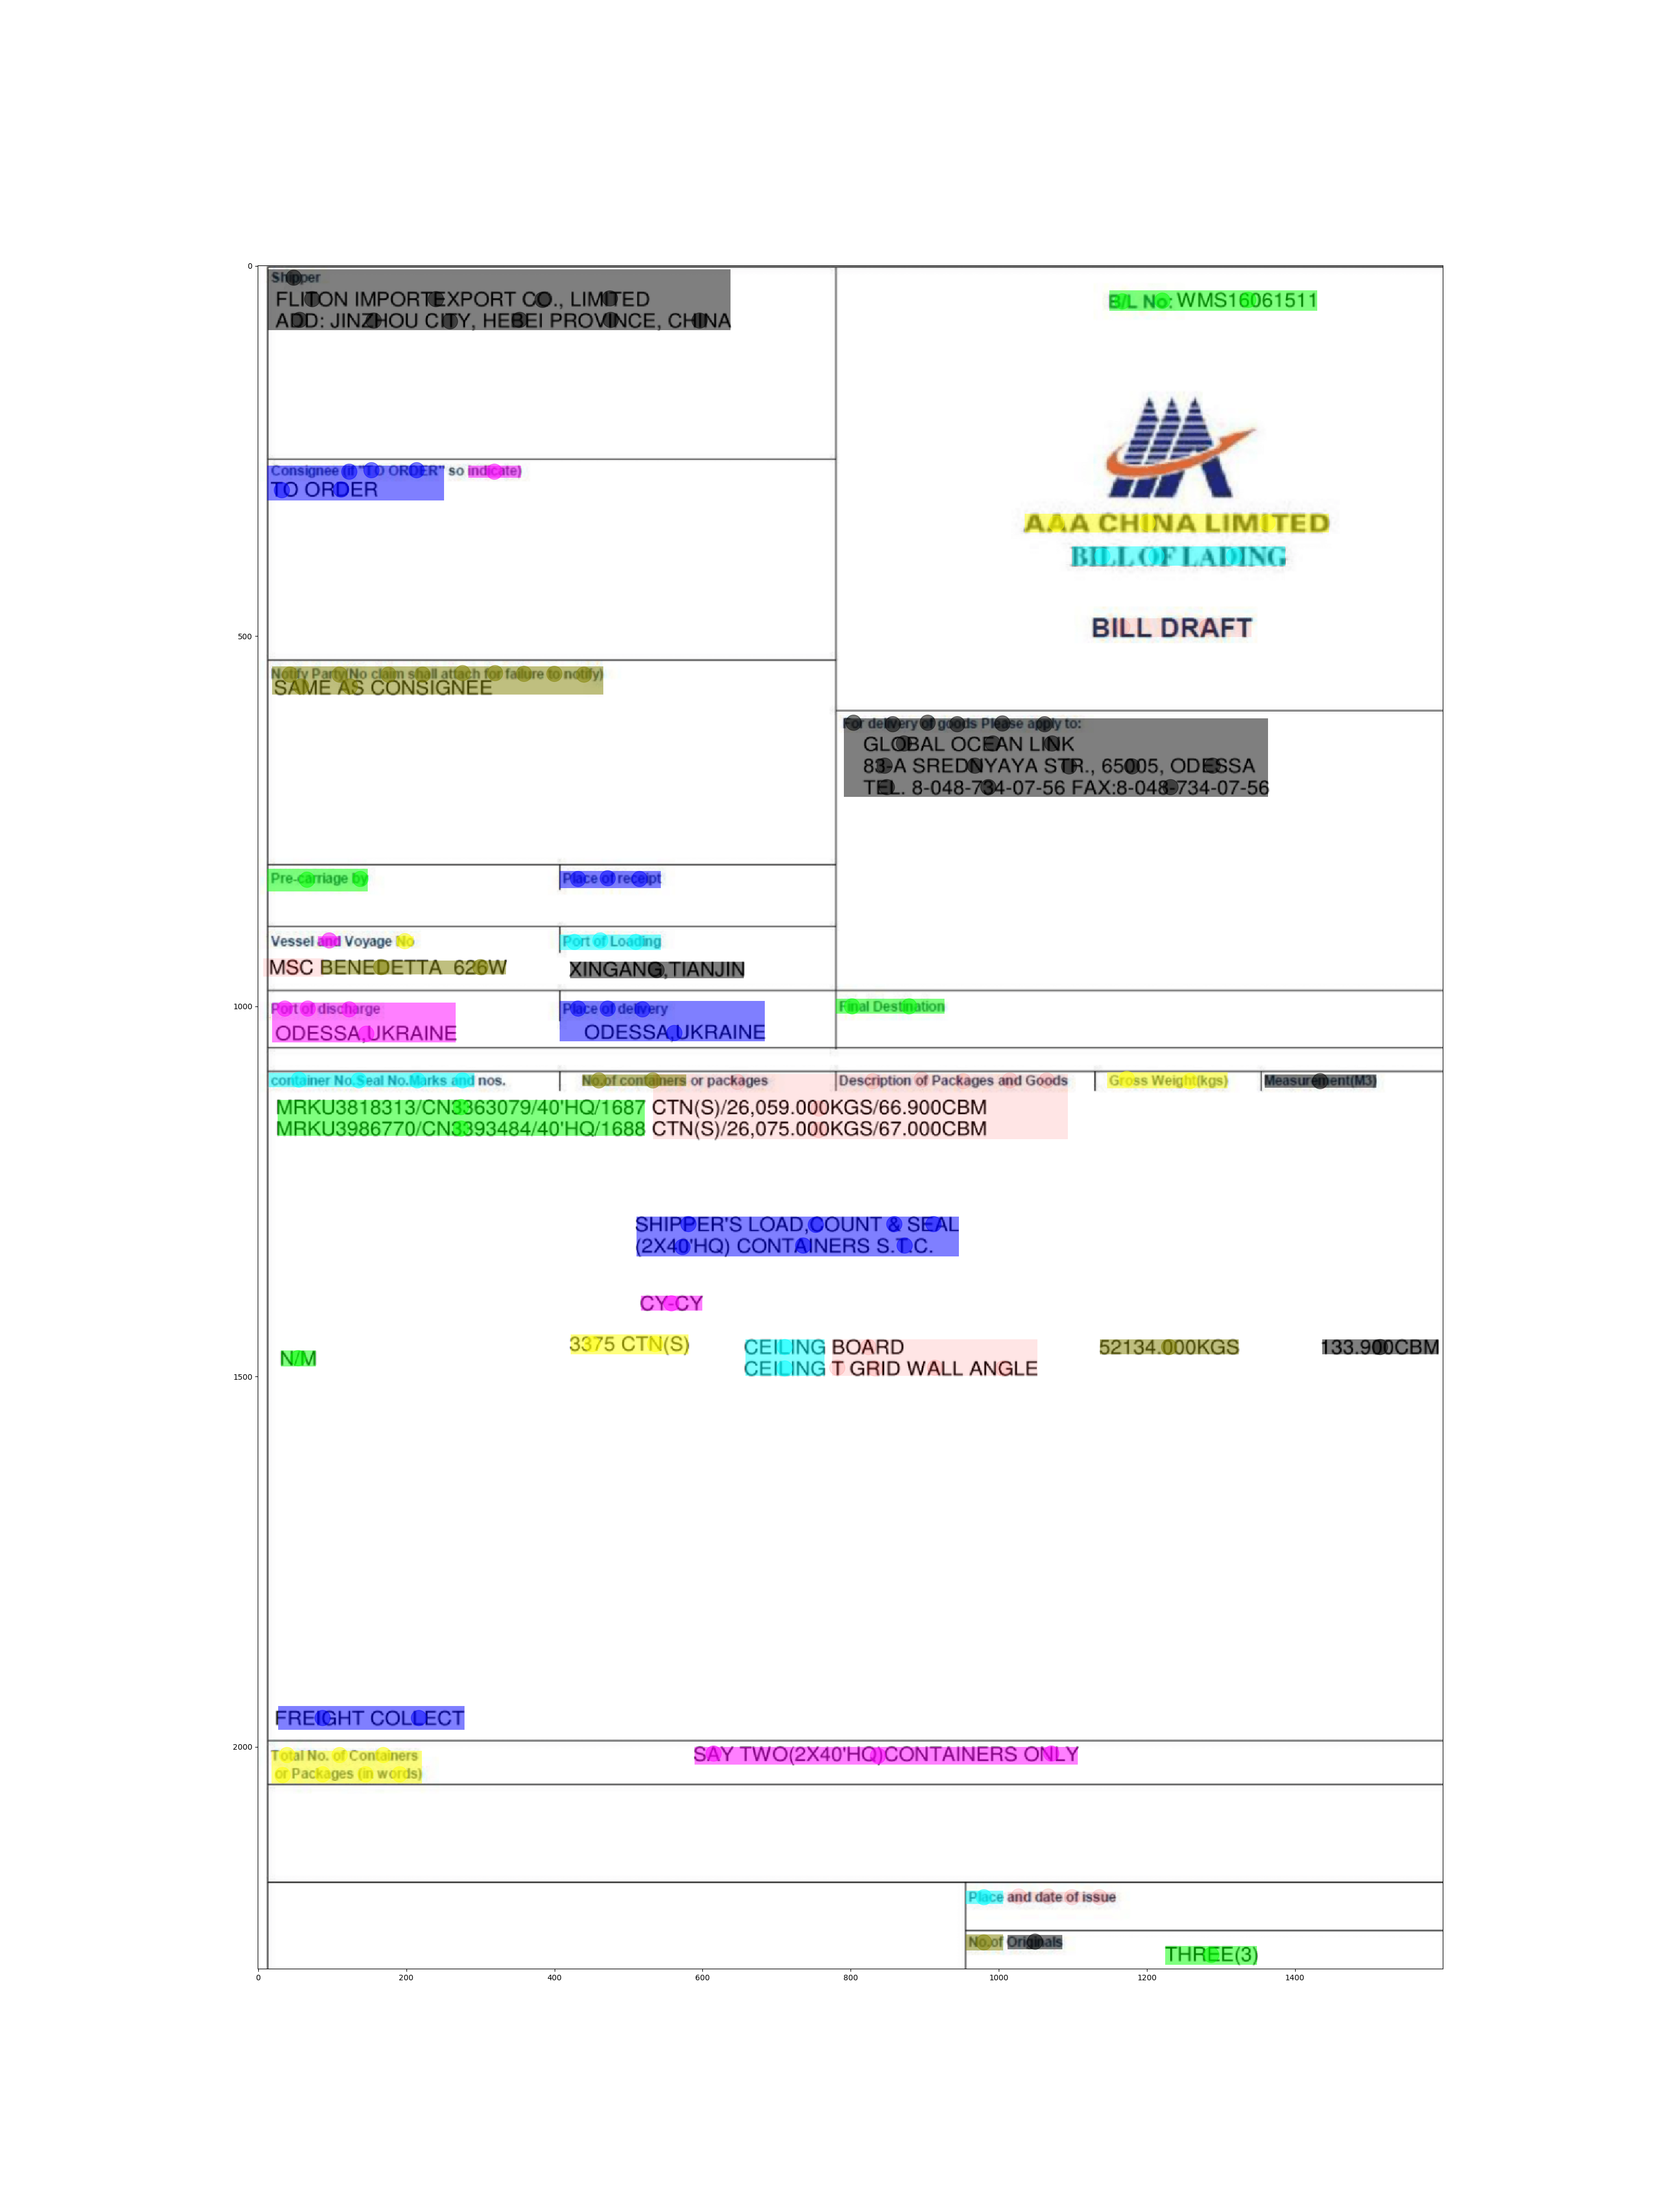 Shipper
FLITON IMPORTEXPORT CO., LIMITED
ADD: JINZHOU CITY, HEBEI PROVINCE, CHINA
B/L No: WMS16061511
AAA CHINA LIMITED
BILL OF LADING
BILL DRAFT
Consignee (if "TO ORDER" so indicate)
TO ORDER
Notify Party(No claim shall attach for failure to notify)
SAME AS CONSIGNEE
For delivery of goods Please apply to:
GLOBAL OCEAN LINK
83-A SREDNYAYA STR., 65005, ODESSA
TEL. 8-048-734-07-56 FAX:8-048-734-07-56
Pre-carriage by
Place of receipt
Vessel and Voyage No
MSC BENEDETTA 626W
Port of Loading
XINGANG,TIANJIN
Port of discharge
ODESSA,UKRAINE
Place of delivery
ODESSA,UKRAINE
Final Destination
container No.Seal No.Marks and nos.
No.of containers or packages
Description of Packages and Goods
Gross Weight(kgs)
Measurement(M3)
MRKU3818313/CN3363079/40'HQ/1687 CTN(S)/26,059.000KGS/66.900CBM
MRKU3986770/CN3393484/40'HQ/1688 CTN(S)/26,075.000KGS/67.000CBM
SHIPPER'S LOAD,COUNT & SEAL
(2X40'HQ) CONTAINERS S.T.C.
CY-CY
N/M
3375 CTN(S)
CEILING BOARD
CEILING T GRID WALL ANGLE
52134.000KGS
133.900CBM
FREIGHT COLLECT
Total No. of Containers
or Packages (in words)
SAY TWO(2X40'HQ)CONTAINERS ONLY
Place and date of issue
No.of Originals
THREE(3)
0
500
1000
1500
2000
0
200
400
600
800
1000
1200
1400